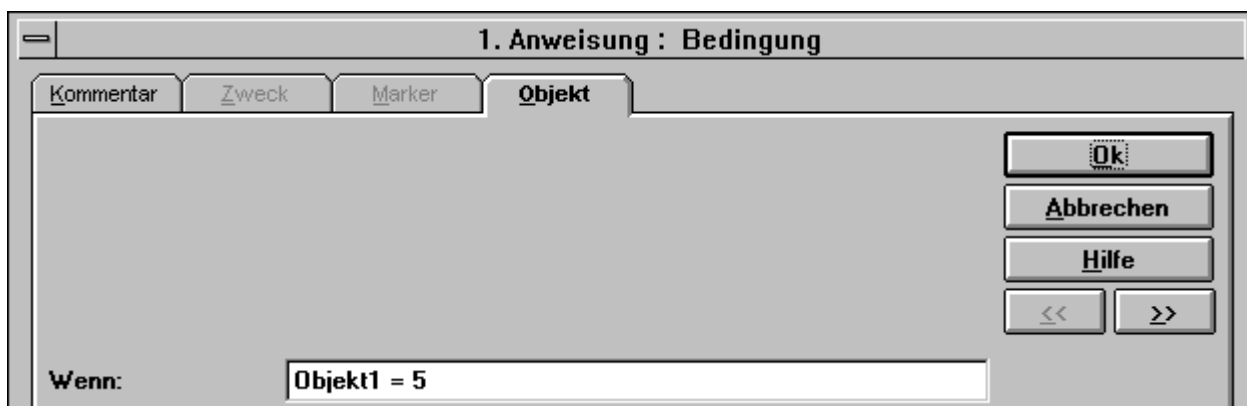 1. Anweisung : Bedingung
Kommentar Zweck Marker Objekt
Ok
Abbrechen
Hilfe
<< >>
Wenn: Objekt1 = 5